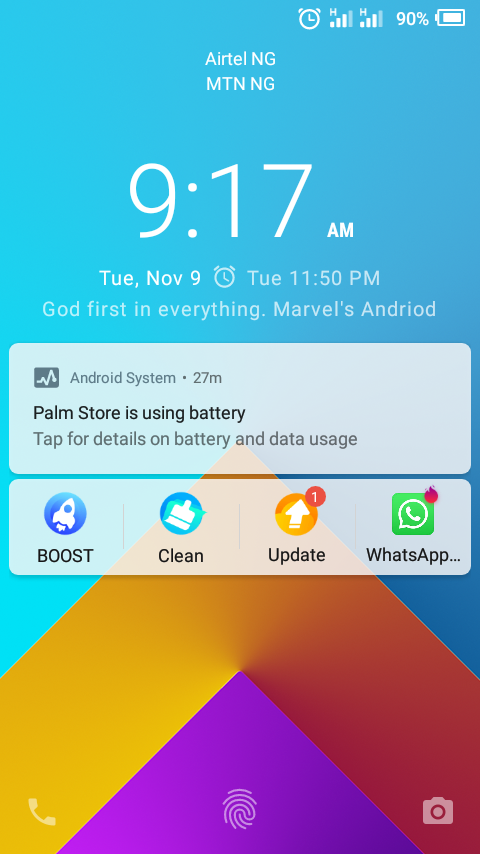 H H 90%
Airtel NG
MTN NG
9:17 AM
Tue, Nov 9 Tue 11:50 PM
God first in everything. Marvel's Andriod
Android System • 27m
Palm Store is using battery
Tap for details on battery and data usage
1
BOOST Clean Update WhatsApp...